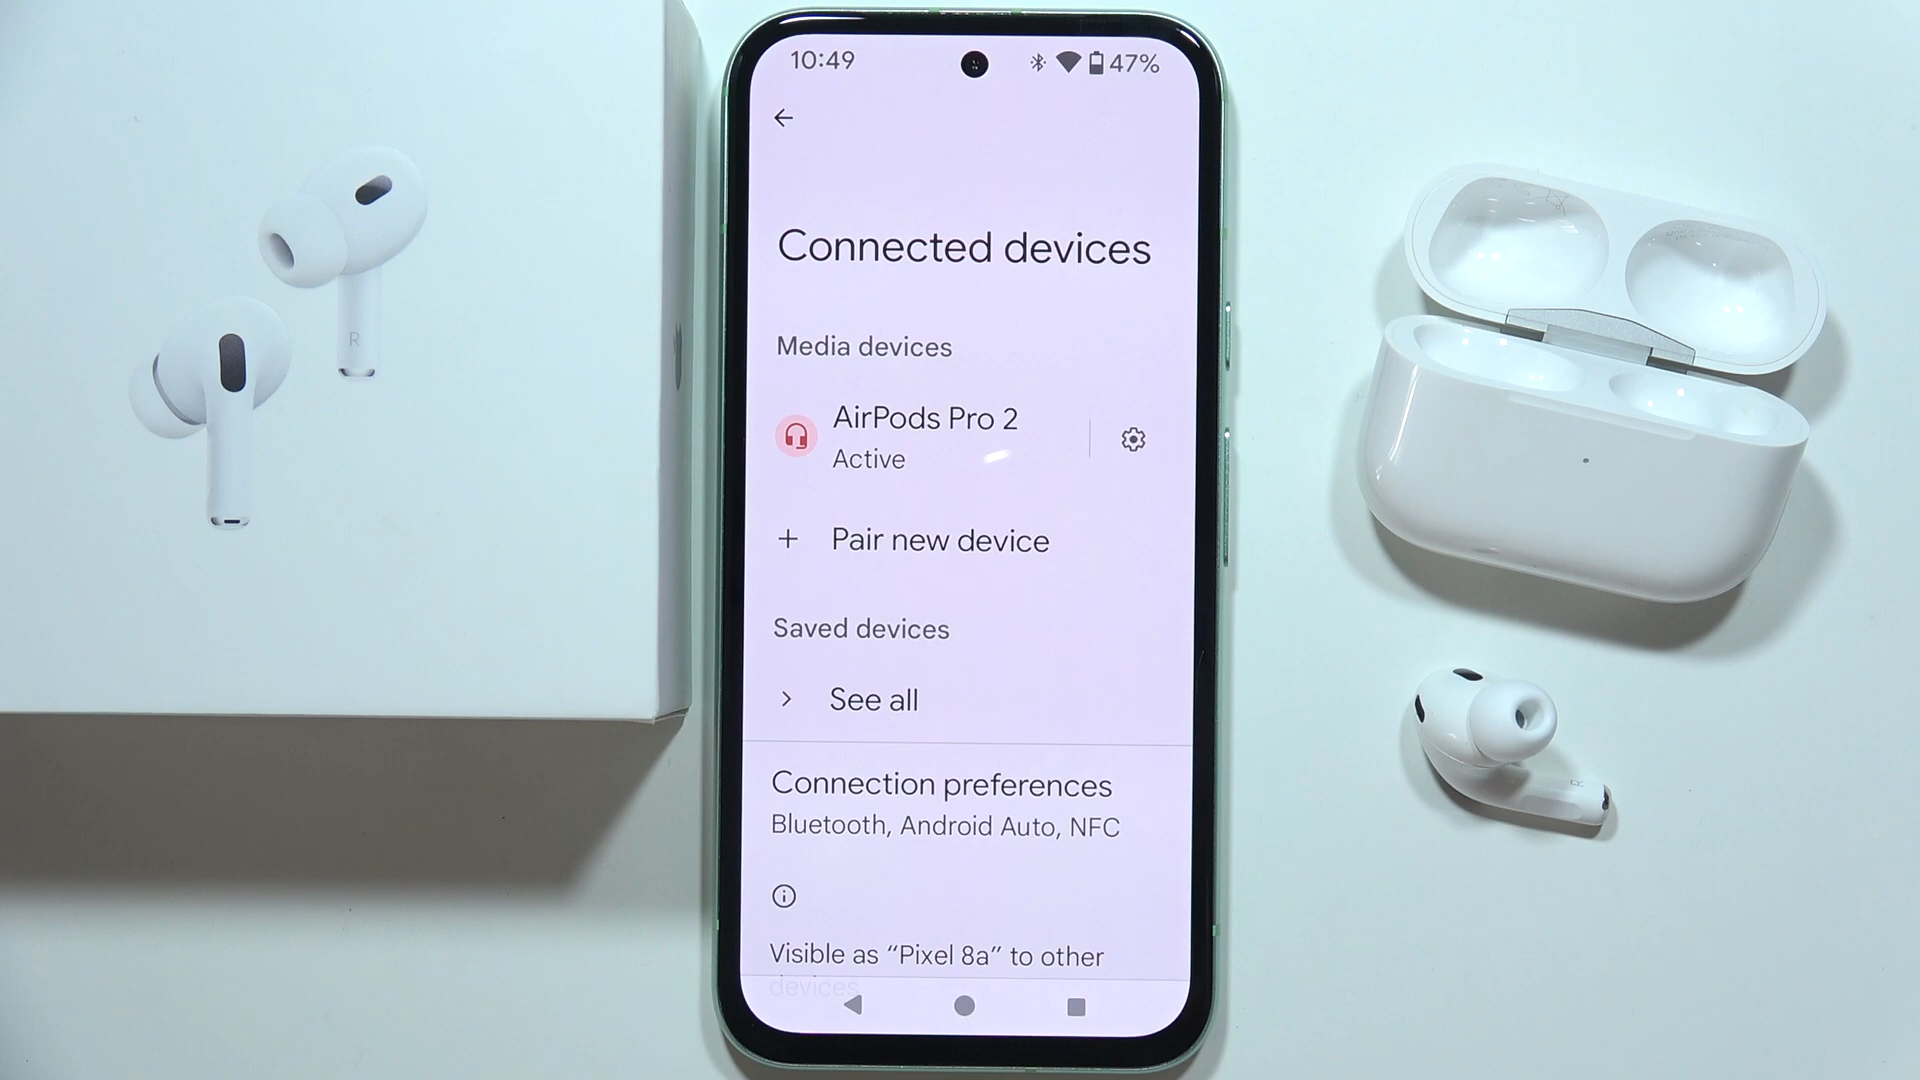 10:49
47%
Connected devices
Media devices
AirPods Pro 2
Active
Pair new device
Saved devices
See all
Connection preferences
Bluetooth, Android Auto, NFC
Visible as “Pixel 8a” to other
devices
R
R